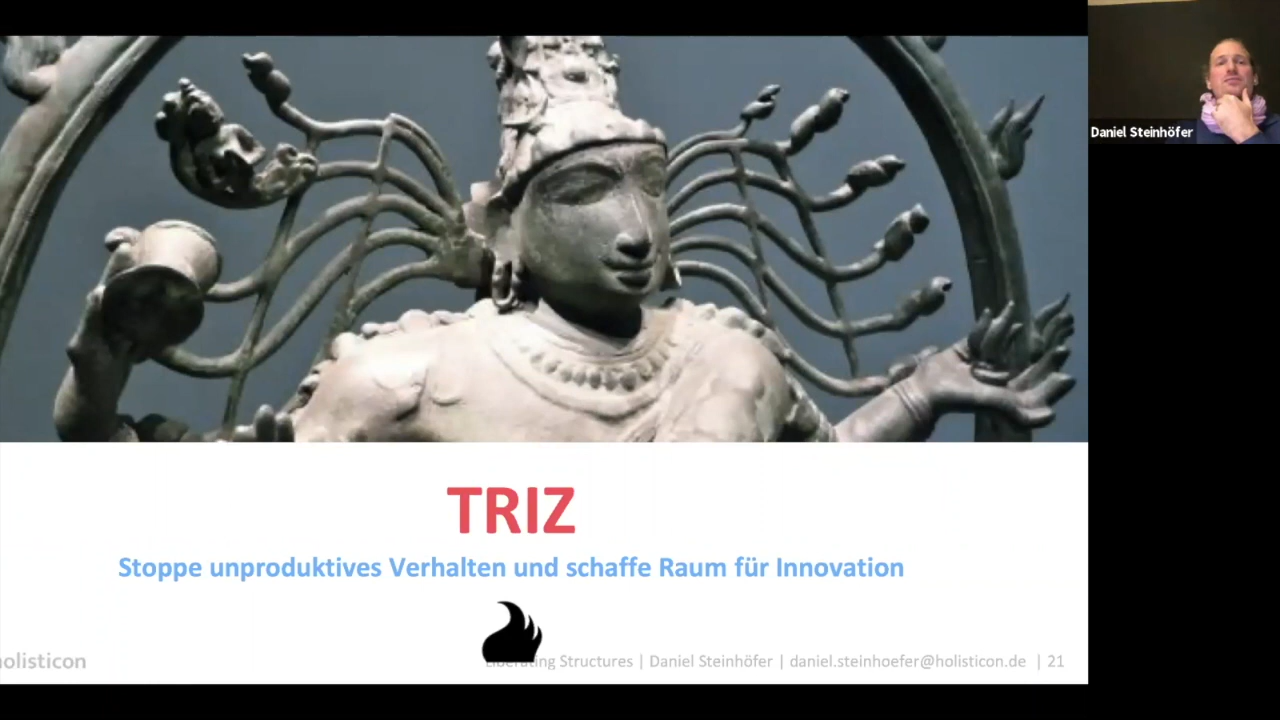 Daniel Steinhöfer
TRIZ
Stoppe unproduktives Verhalten und schaffe Raum für Innovation
holisticon
Liberating Structures | Daniel Steinhöfer | daniel.steinhoefer@holisticon.de | 21